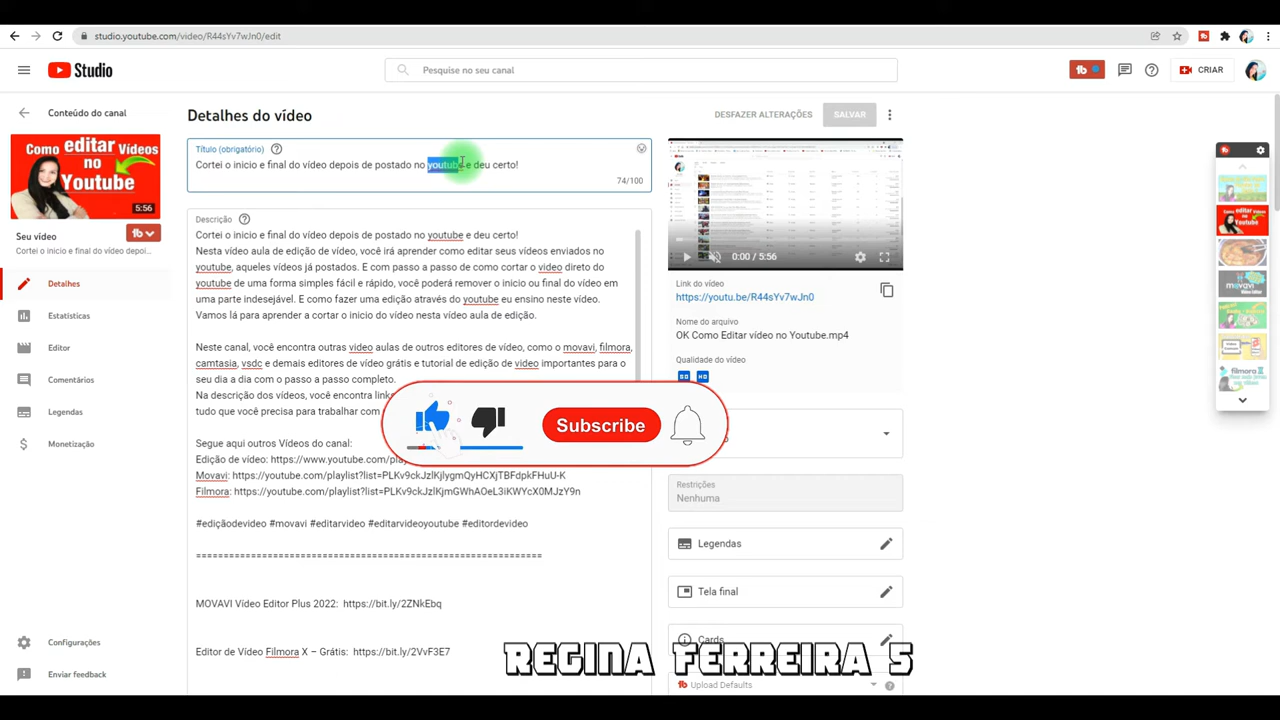 studio.youtube.com/video/R44sYv7wJn0/edit
Studio
Pesquise no seu canal
CRIAR
Conteúdo do canal
Como editar Vídeos
no
Youtube
5:56
Seu vídeo
Cortei o inicio e final do vídeo depoi...
Detalhes
Estatísticas
Editor
Comentários
Legendas
Monetização
Configurações
Enviar feedback
Detalhes do vídeo
DESFAZER ALTERAÇÕES
SALVAR
Título (obrigatório)
Cortei o inicio e final do vídeo depois de postado no youtube e deu certo!
74/100
Descrição
Cortei o inicio e final do vídeo depois de postado no youtube e deu certo!
Nesta vídeo aula de edição de vídeo, você irá aprender como editar seus vídeos enviados no
youtube, aqueles vídeos já postados. E com passo a passo de como cortar o video direto do
youtube de uma forma simples fácil e rápido, você poderá remover o inicio ou final do vídeo em
uma parte indesejável. E como fazer uma edição através do youtube eu ensino neste vídeo.
Vamos lá para aprender a cortar o inicio do vídeo nesta vídeo aula de edição.
Neste canal, você encontra outras video aulas de outros editores de vídeo, como o movavi, filmora,
camtasia, vsdc e demais editores de vídeo grátis e tutorial de edição de video importantes para o
seu dia a dia com o passo a passo completo.
Na descrição dos vídeos, você encontra link
tudo que você precisa para trabalhar com
Segue aqui outros Vídeos do canal:
Edição de vídeo: https://www.youtube.com/play
Movavi: https://youtube.com/playlist?list=PLKv9ckJzlKjlygmQyHCXjTBFdpkFHuU-K
Filmora: https://youtube.com/playlist?list=PLKv9ckJzlKjmGWhAOeL3iKWYcX0MJzY9n
#ediçãodevideo #movavi #editarvideo #editarvideoyoutube #editordevideo
==============================================================
MOVAVI Vídeo Editor Plus 2022: https://bit.ly/2ZNkEbq
Editor de Vídeo Filmora X – Grátis: https://bit.ly/2VvF3E7
0:00 / 5:56
Link do vídeo
https://youtu.be/R44sYv7wJn0
Nome do arquivo
OK Como Editar vídeo no Youtube.mp4
Qualidade do vídeo
SD HD
Subscribe
Restrições
Nenhuma
Legendas
Tela final
Cards
Upload Defaults
REGINA FERREIRA S